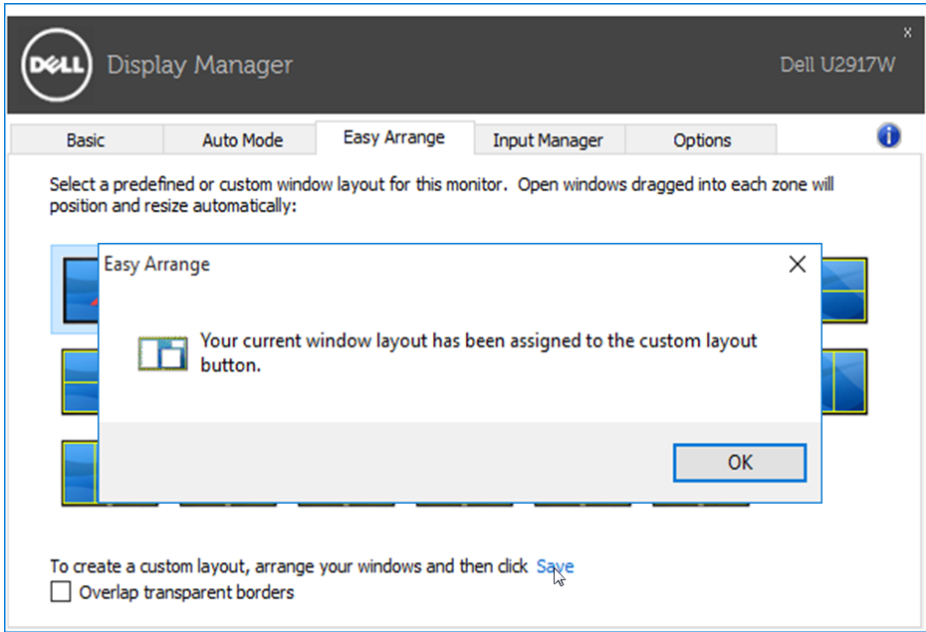 DELL
Display Manager
x
Dell U2917W
Basic
Auto Mode
Easy Arrange
Input Manager
Options
i
Select a predefined or custom window layout for this monitor.  Open windows dragged into each zone will
position and resize automatically:
Easy Arrange
Your current window layout has been assigned to the custom layout
button.
OK
To create a custom layout, arrange your windows and then click Save
Overlap transparent borders